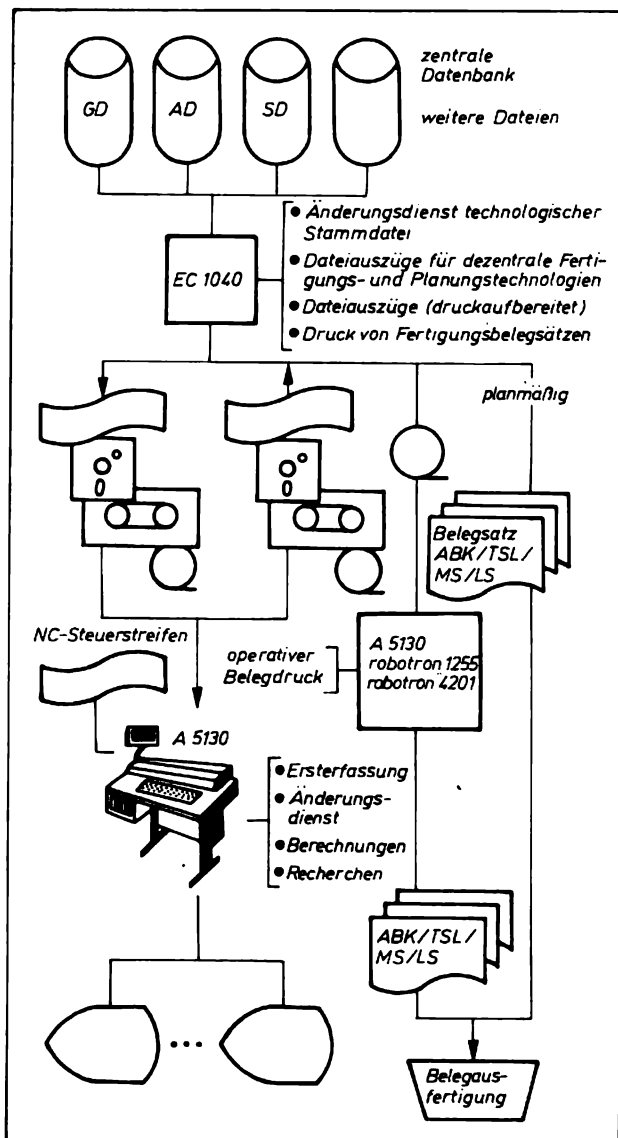 zentrale
Datenbank
GD
AD
SD
weitere Dateien
EC 1040
• Änderungsdienst technologischer
Stammdatei
• Dateiauszüge für dezentrale Ferti-
gungs- und Planungstechnologien
• Dateiauszüge (druckaufbereitet)
• Druck von Fertigungsbelegsätzen
planmäßig
Belegsatz
ABK/TSL/
MS/LS
NC-Steuerstreifen
operativer
Belegdruck
A 5130
robotron 1255
robotron 4201
A 5130
• Ersterfassung
• Änderungs-
dienst
• Berechnungen
• Recherchen
ABK/TSL/
MS/LS
Belegaus-
fertigung